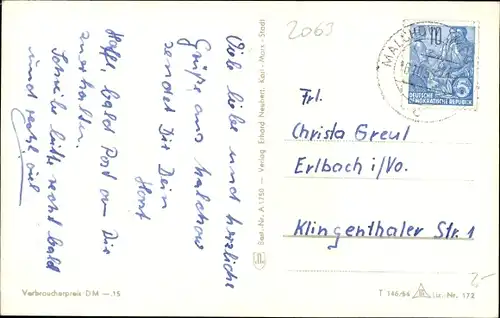 Viele liebe und herzliche
Grüße aus Malchow
sendet Dir Dein
Horst
Hoffe, bald Post von Dir
zu erhalten.
Schreibe bitte recht bald
und recht viel
Best.-Nr. A 1750 – Verlag Erhard Neubert, Karl-Marx-Stadt
Verbraucherpreis DM –.15
2063
MALCHOW
DEUTSCHE
DEMOKRATISCHE REPUBLIK
Frl.
Christa Greul
Erlbach i/Vo.
Klingenthaler Str. 1
2,-
T 146/54
Nr. 172